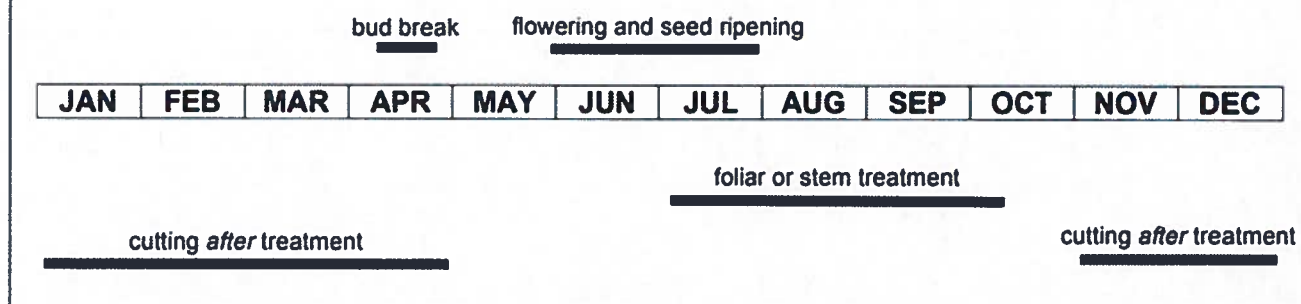 bud break flowering and seed ripening
JAN FEB MAR APR MAY JUN JUL AUG SEP OCT NOV DEC
foliar or stem treatment
cutting after treatment cutting after treatment